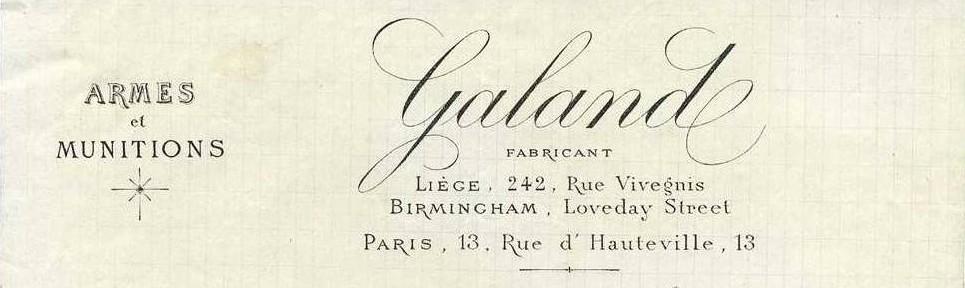 ARMES
et
MUNITIONS
Galand
FABRICANT
LIÈGE, 242, Rue Vivegnis
BIRMINGHAM, Loveday Street
PARIS, 13, Rue d'Hauteville, 13